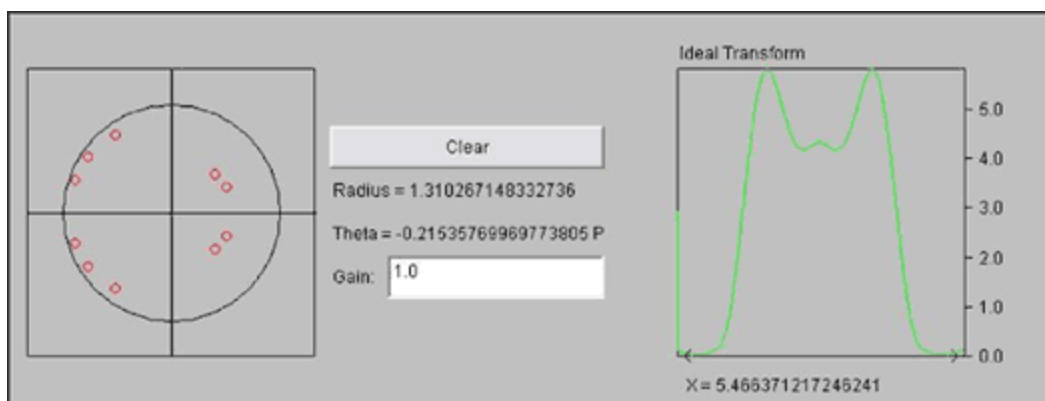 Ideal Transform
Clear
Radius = 1.310267148332736
Theta = -0.21535769969773805 P
Gain: 1.0
5.0
4.0
3.0
2.0
1.0
0.0
X = 5.466371217246241